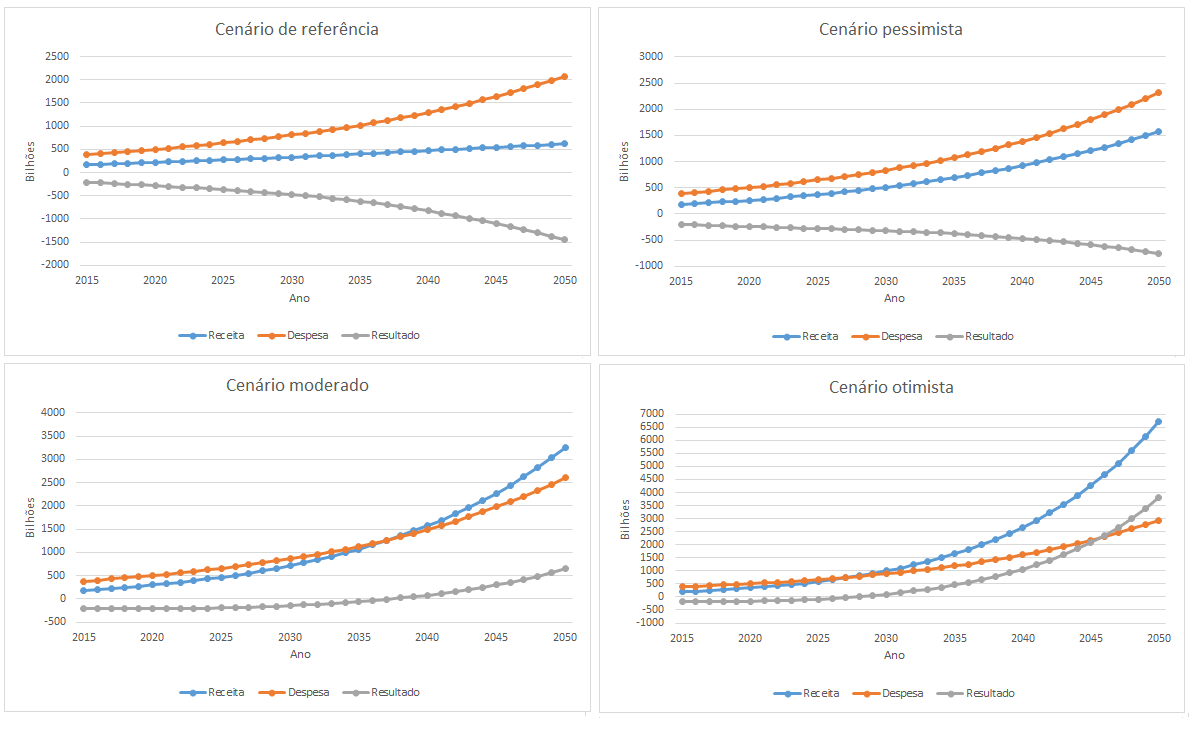 Cenário de referência
2500
2000
1500
1000
500
0
-500
-1000
-1500
-2000
Bilhões
2015 2020 2025 2030 2035 2040 2045 2050
Ano
Receita Despesa Resultado
Cenário pessimista
3000
2500
2000
1500
1000
500
0
-500
-1000
Bilhões
2015 2020 2025 2030 2035 2040 2045 2050
Ano
Receita Despesa Resultado
Cenário moderado
4000
3500
3000
2500
2000
1500
1000
500
0
-500
Bilhões
2015 2020 2025 2030 2035 2040 2045 2050
Ano
Receita Despesa Resultado
Cenário otimista
7000
6500
6000
5500
5000
4500
4000
3500
3000
2500
2000
1500
1000
500
0
-500
-1000
Bilhões
2015 2020 2025 2030 2035 2040 2045 2050
Ano
Receita Despesa Resultado